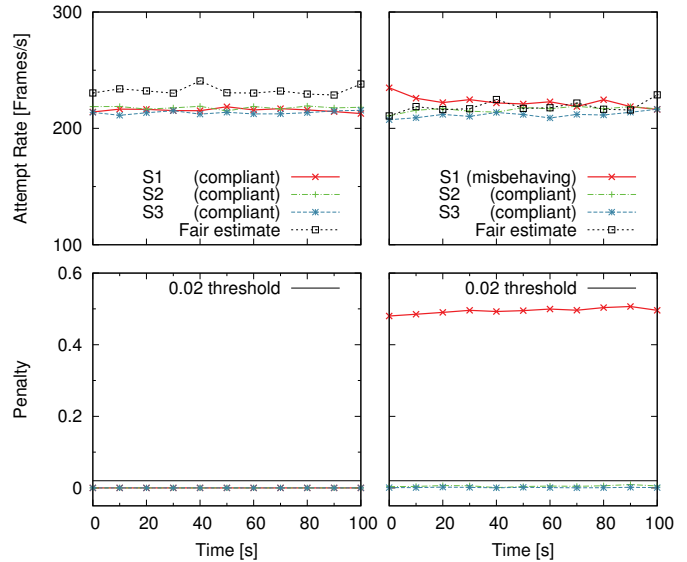 300
200
100
Attempt Rate [Frames/s]
S1 (compliant)
S2 (compliant)
S3 (compliant)
Fair estimate
S1 (misbehaving)
S2 (compliant)
S3 (compliant)
Fair estimate
0.6
0.4
0.2
0
Penalty
0.02 threshold
0.02 threshold
0 20 40 60 80 100
0 20 40 60 80 100
Time [s]
Time [s]